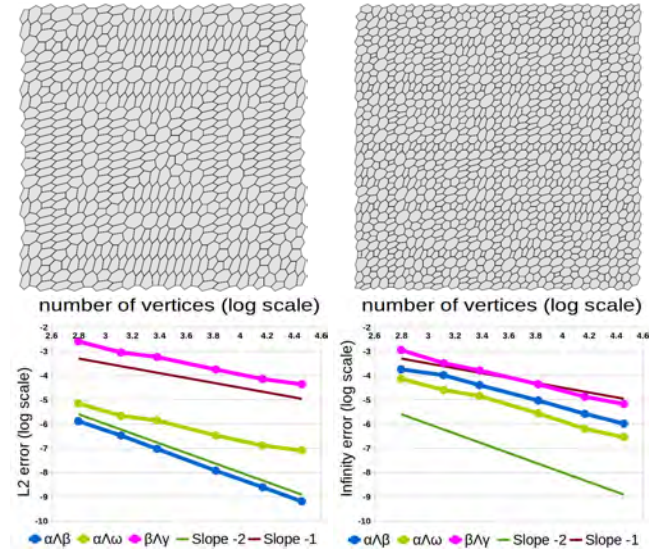 number of vertices (log scale)
number of vertices (log scale)
-2
2.6 2.8 3 3.2 3.4 3.6 3.8 4 4.2 4.4 4.6
-3
-4
-5
-6
-7
-8
-9
-10
L2 error (log scale)
αΛβ αΛω βΛγ Slope -2 Slope -1
-2
2.6 2.8 3 3.2 3.4 3.6 3.8 4 4.2 4.4 4.6
-3
-4
-5
-6
-7
-8
-9
-10
Infinity error (log scale)
αΛβ αΛω βΛγ Slope -2 Slope -1